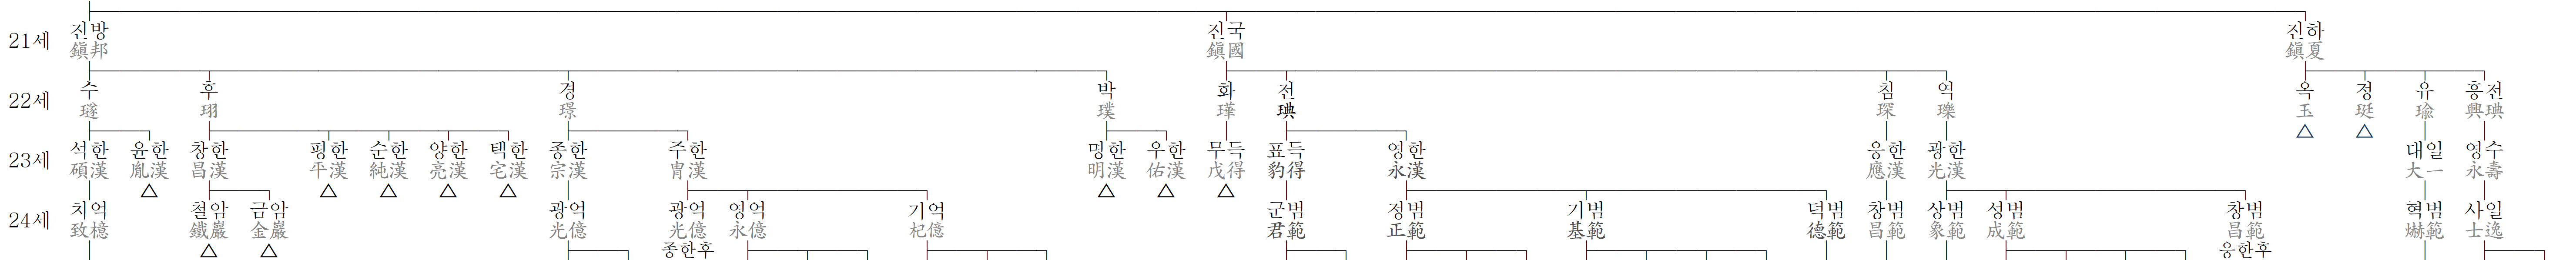 21세 진방 진국 진하
鎭邦 鎭國 鎭夏
22세 수 후 경 박 화 전 침 역 옥 정 유 흥전
璲 珝 璟 璞 璍 琠 琛 瓅 玉 珽 瑜 興琠
△ △
23세 석한 윤한 창한 평한 순한 양한 택한 종한 주한 명한 우한 무득 표득 영한 응한 광한 대일 영수
碩漢 胤漢 昌漢 平漢 純漢 亮漢 宅漢 宗漢 冑漢 明漢 佑漢 戊得 豹得 永漢 應漢 光漢 大一 永壽
△ △ △ △ △ △ △ △
24세 치억 철암 금암 광억 광억 영억 기억 군범 정범 기범 덕범 창범 상범 성범 창범 혁범 사일
致檍 鐵巖 金巖 光億 光億 永億 杞億 君範 正範 基範 德範 昌範 象範 成範 昌範 爀範 士逸
△ △ 종한후 응한후